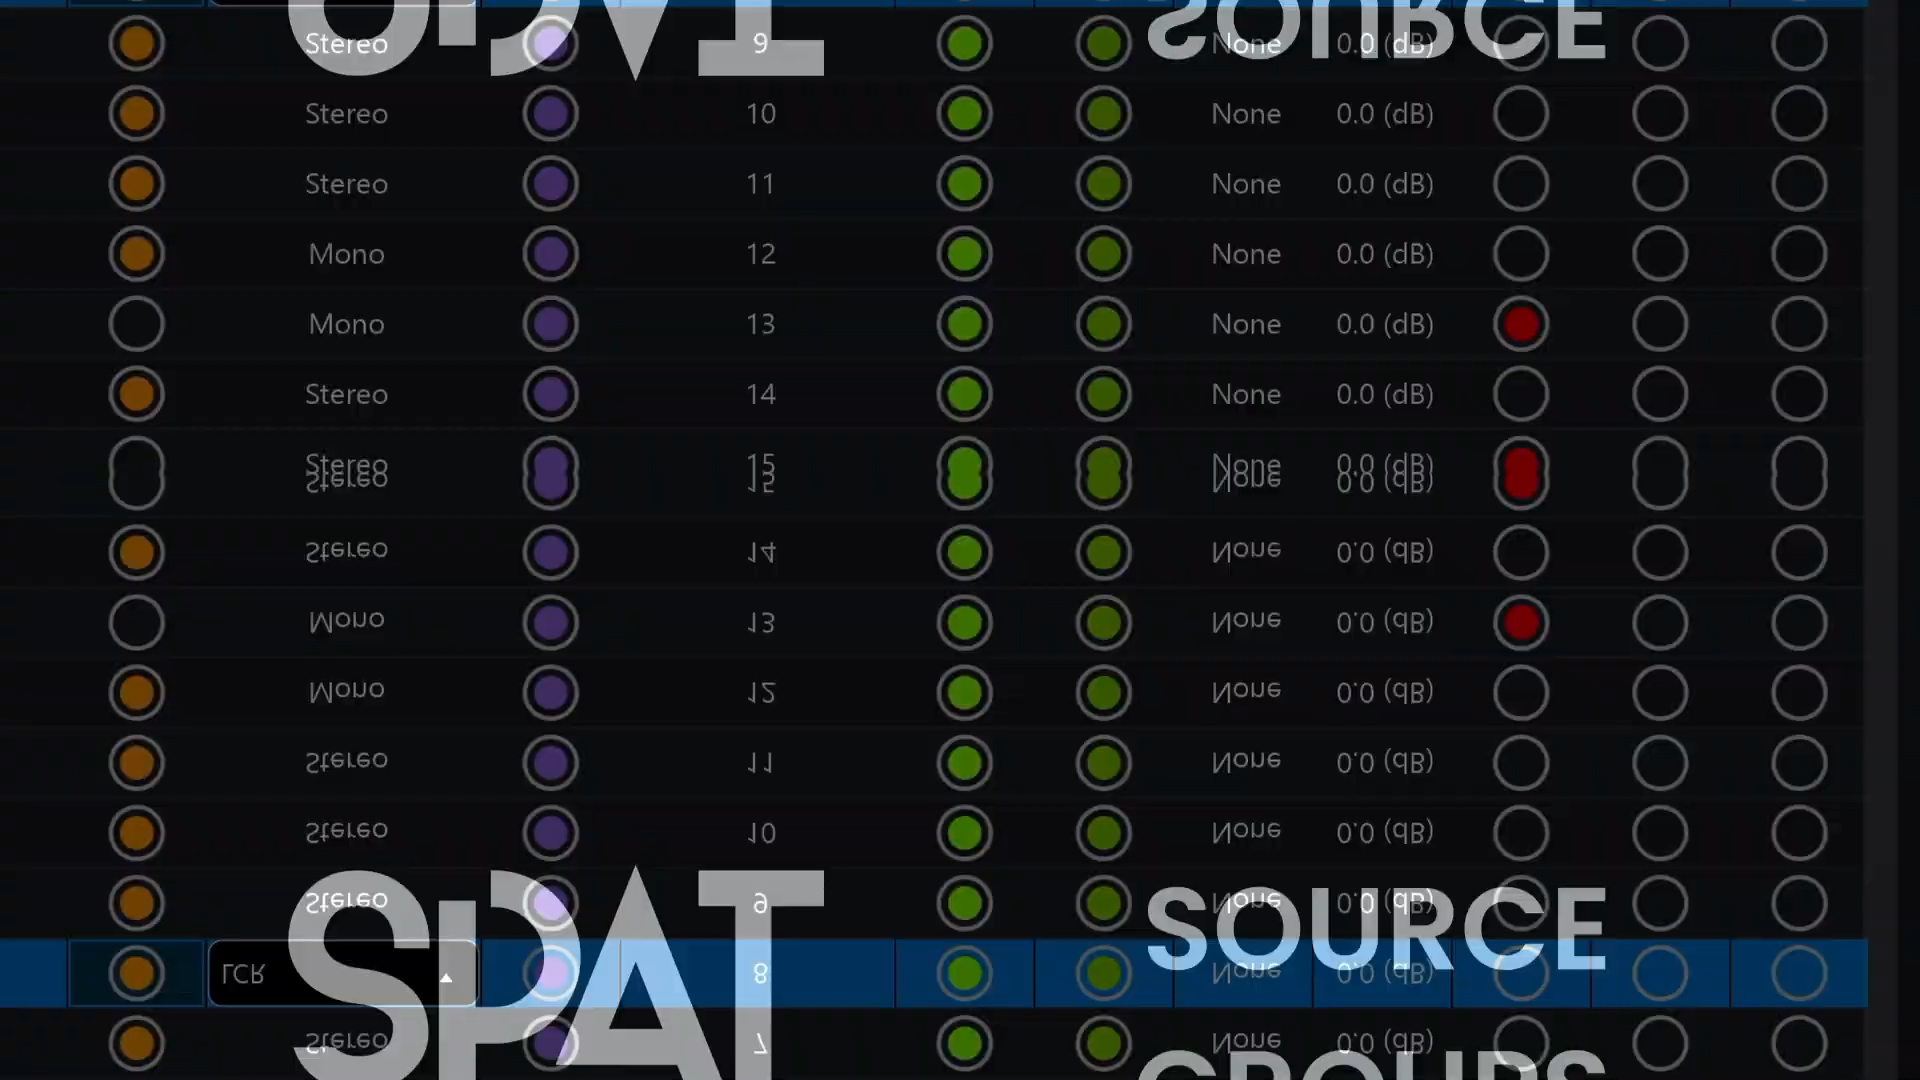 Stereo 9 None 0.0 (dB)
Stereo 10 None 0.0 (dB)
Stereo 11 None 0.0 (dB)
Mono 12 None 0.0 (dB)
Mono 13 None 0.0 (dB)
Stereo 14 None 0.0 (dB)
Stereo 15 None 0.0 (dB)
Stereo 14 None 0.0 (dB)
Mono 13 None 0.0 (dB)
Mono 12 None 0.0 (dB)
Stereo 11 None 0.0 (dB)
Stereo 10 None 0.0 (dB)
Stereo 9 None 0.0 (dB)
SPAT SOURCE
LCR 8 None 0.0 (dB)
Stereo 7 None 0.0 (dB)
GROUPS